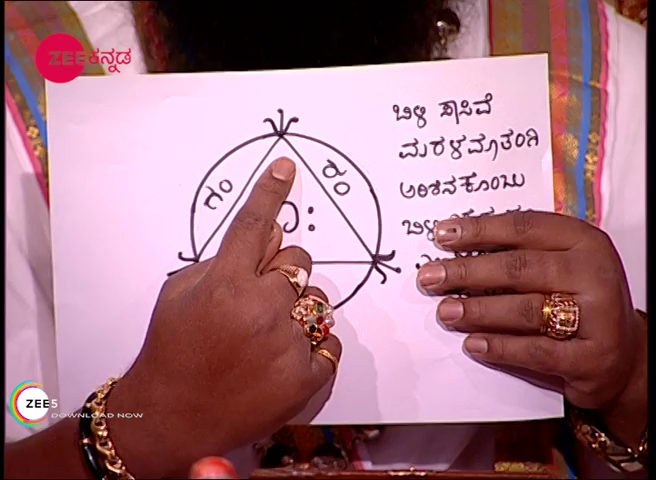 ZEEಕನ್ನಡ
ಬಿಳಿ ಸಾಸಿವೆ
ಮರಳಮಾತಂಗಿ
ಅರಿಶಿನಕೊಂಬು
ಬಿಳಿ
ಗಂ
ಠಂ
ZEE5
DOWNLOAD NOW